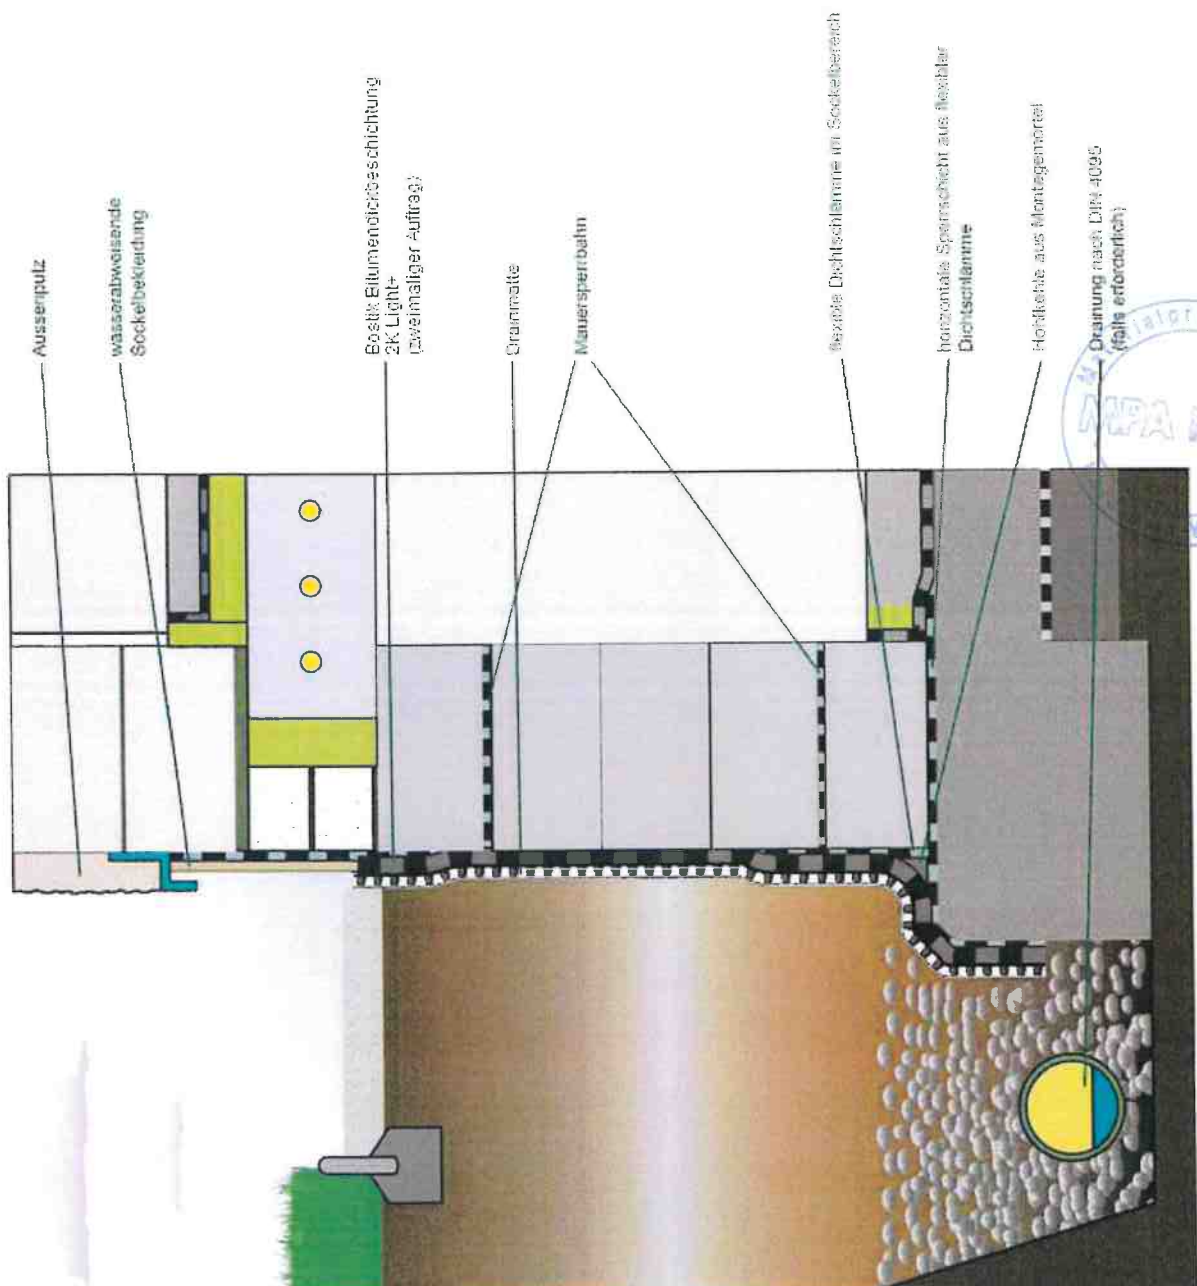 Aussenputz
wasserabweisende
Sockelbekleidung
Bostik Bitumendickbeschichtung
2K Light+
(zweimaliger Auftrag)
Drainmatte
Mauersperrbahn
flexible Dichtschlämme im Sockelbereich
horizontale Sperrschicht aus flexibler
Dichtschlämme
Hohlkehle aus Montagemörtel
Drainung nach DIN 4095
(falls erforderlich)
MPA